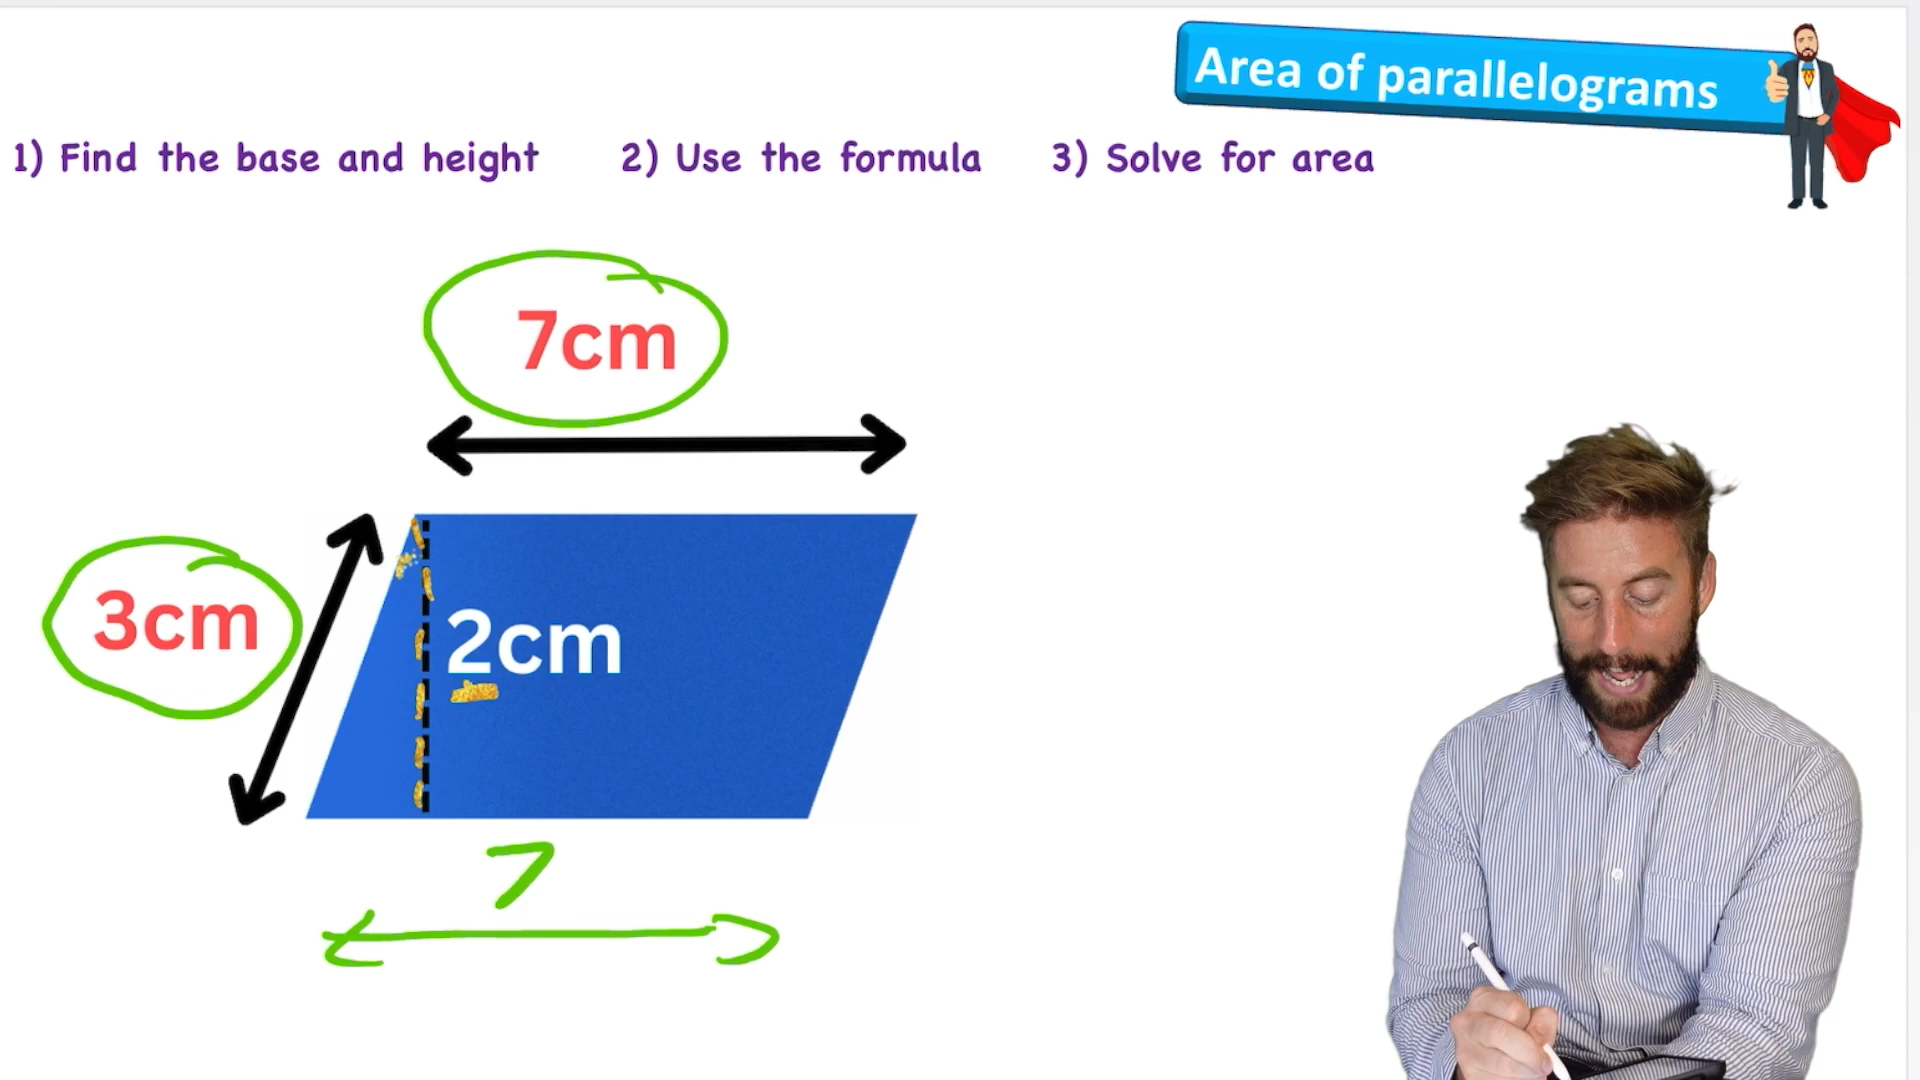 Area of parallelograms
1) Find the base and height 2) Use the formula 3) Solve for area
7cm
3cm
2cm
7